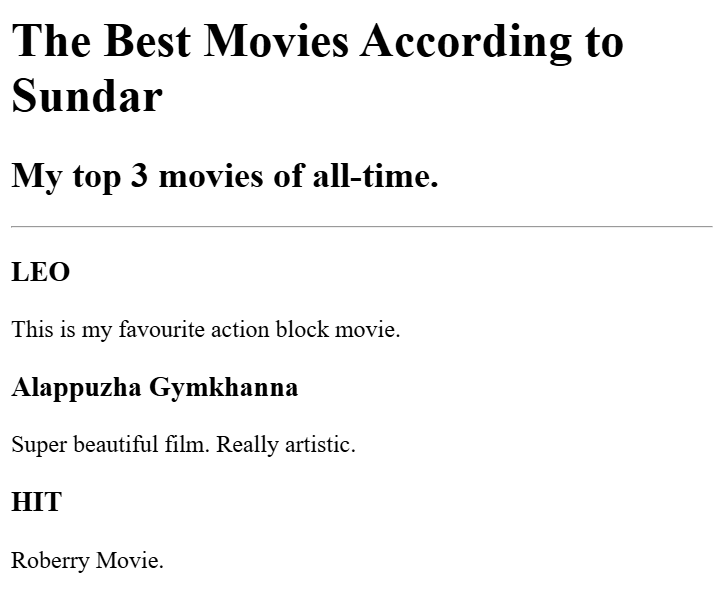 The Best Movies According to
Sundar
My top 3 movies of all-time.
LEO
This is my favourite action block movie.
Alappuzha Gymkhanna
Super beautiful film. Really artistic.
HIT
Roberry Movie.